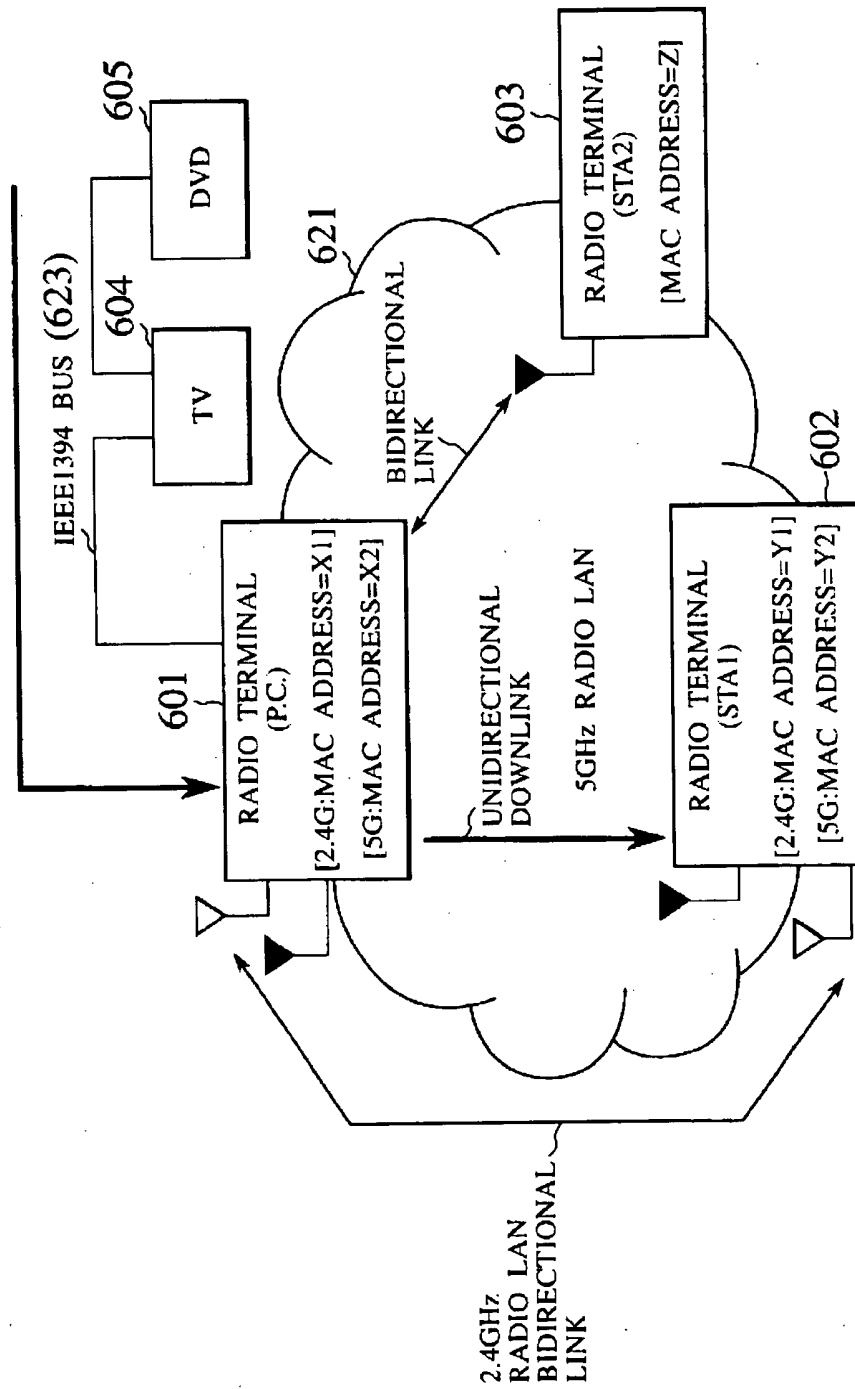 IEEE1394 BUS (623)
604
605
TV
DVD
601
RADIO TERMINAL
(P.C.)
[2.4G:MAC ADDRESS=X1]
[5G:MAC ADDRESS=X2]
621
BIDIRECTIONAL
LINK
603
RADIO TERMINAL
(STA2)
[MAC ADDRESS=Z]
UNIDIRECTIONAL
DOWNLINK
5GHz RADIO LAN
602
RADIO TERMINAL
(STA1)
[2.4G:MAC ADDRESS=Y1]
[5G:MAC ADDRESS=Y2]
2.4GHz
RADIO LAN
BIDIRECTIONAL
LINK